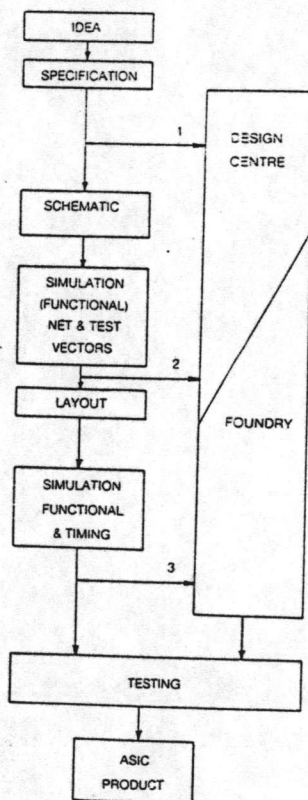 IDEA
SPECIFICATION
1
DESIGN
CENTRE
SCHEMATIC
SIMULATION
(FUNCTIONAL)
NET & TEST
VECTORS
2
LAYOUT
FOUNDRY
SIMULATION
FUNCTIONAL
& TIMING
3
TESTING
ASIC
PRODUCT